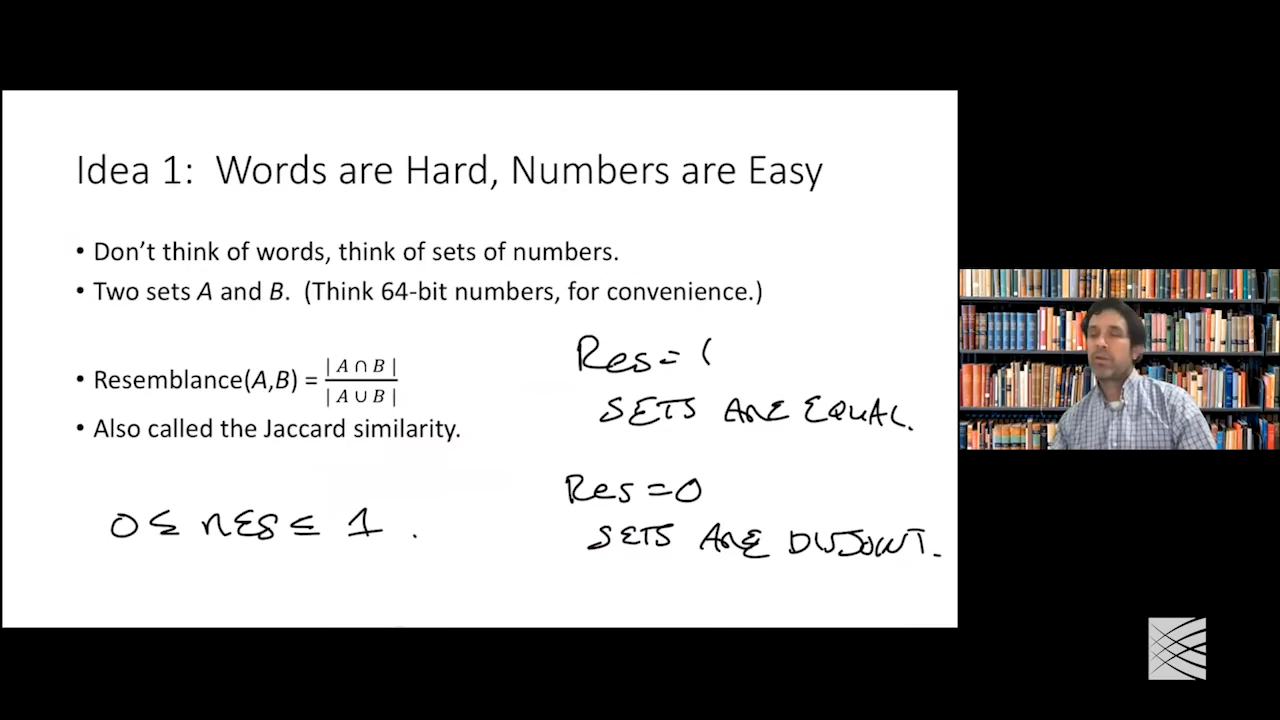 Idea 1: Words are Hard, Numbers are Easy
• Don't think of words, think of sets of numbers.
• Two sets A and B. (Think 64-bit numbers, for convenience.)
• Resemblance(A,B) = | A ∩ B | / | A ∪ B |
• Also called the Jaccard similarity.
0 ≤ RES ≤ 1 .
Res = 1
SETS ARE EQUAL.
Res = 0
SETS ARE DISJOINT.